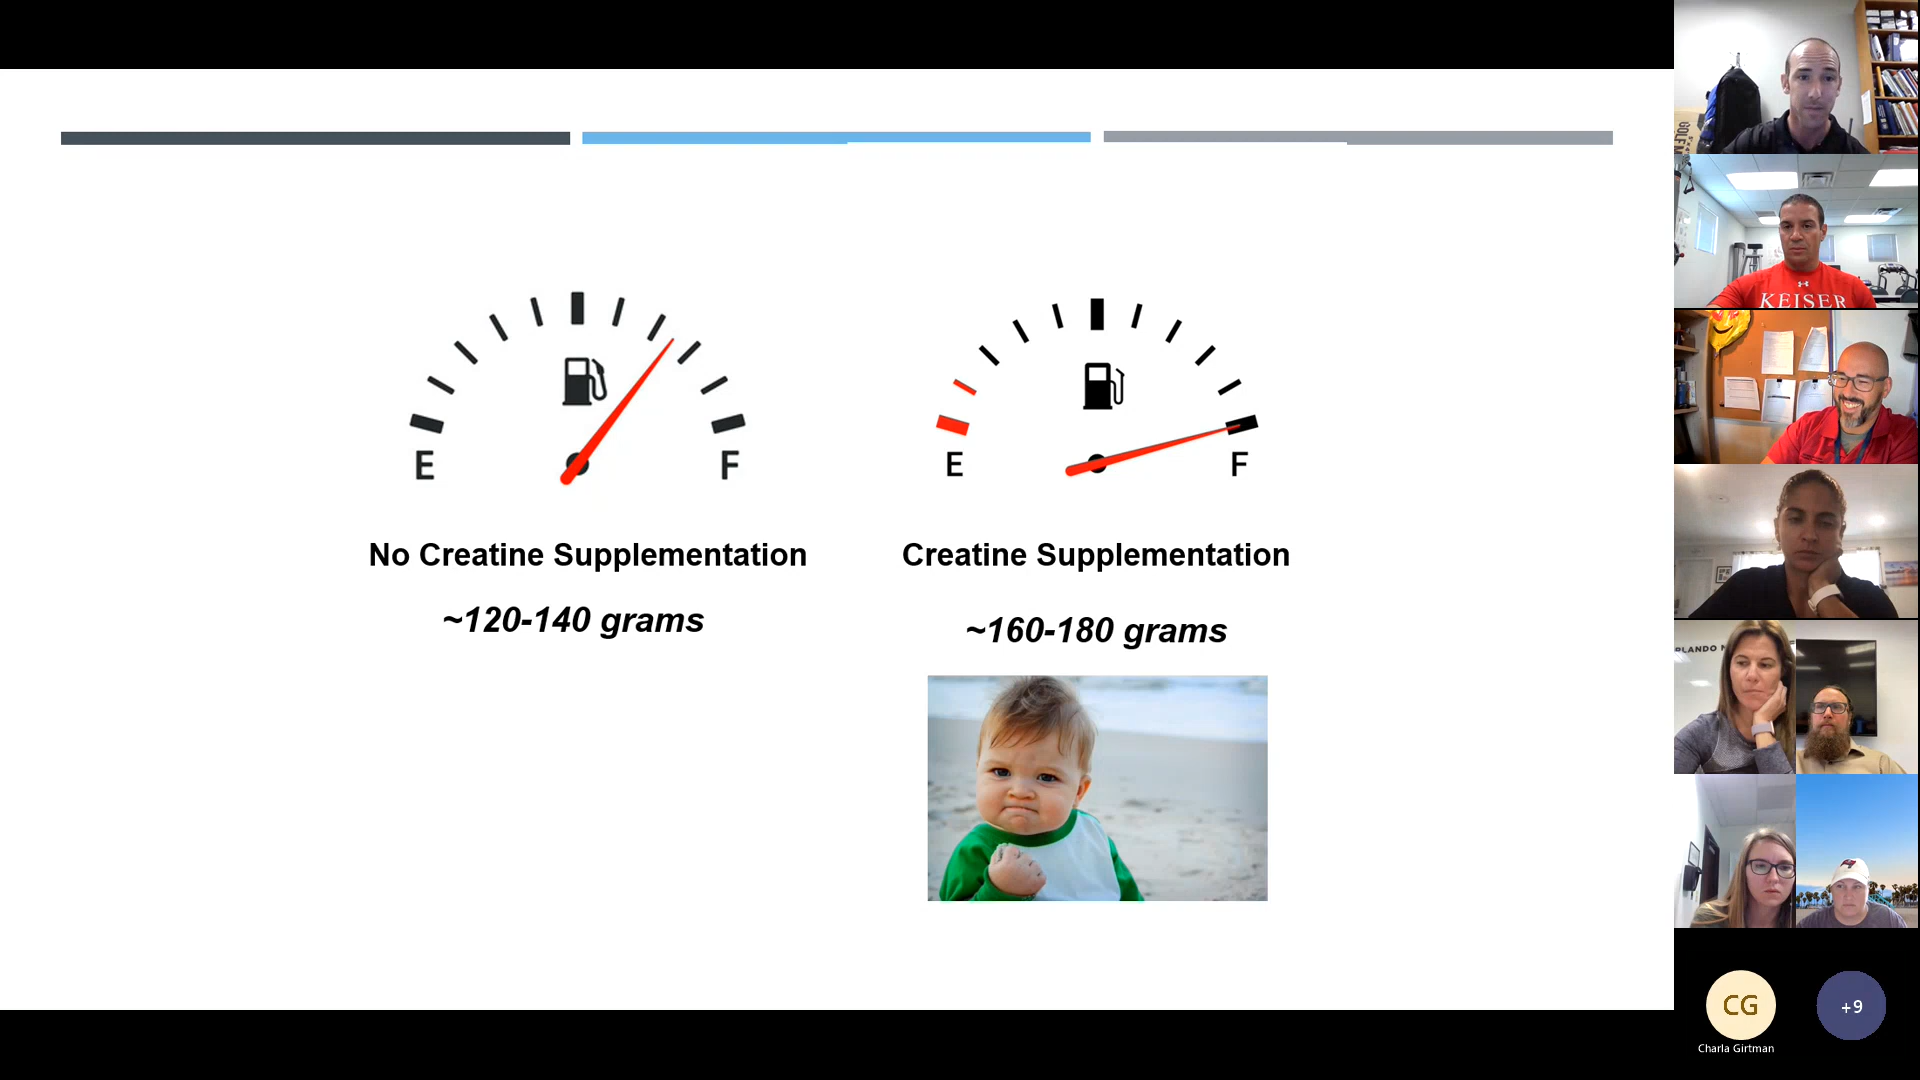 E
F
No Creatine Supplementation
~120-140 grams
E
F
Creatine Supplementation
~160-180 grams
KEISER
CG
Charla Girtman
+9